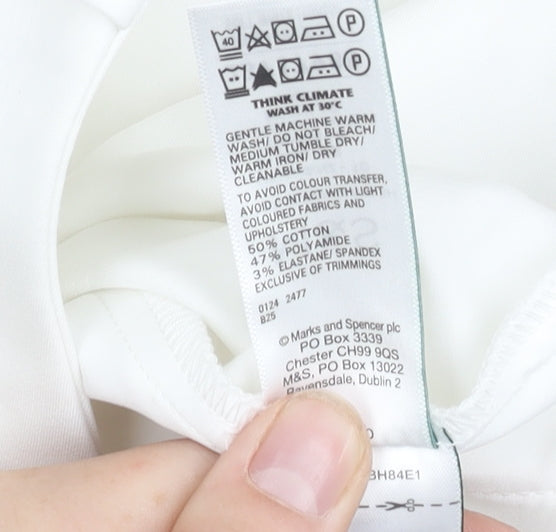 40 P
P
THINK CLIMATE
WASH AT 30°C
GENTLE MACHINE WARM
WASH/ DO NOT BLEACH/
MEDIUM TUMBLE DRY/
WARM IRON/ DRY
CLEANABLE
TO AVOID COLOUR TRANSFER,
AVOID CONTACT WITH LIGHT
COLOURED FABRICS AND
UPHOLSTERY
50% COTTON
47% POLYAMIDE
3% ELASTANE/ SPANDEX
EXCLUSIVE OF TRIMMINGS
0124 2477
B25
© Marks and Spencer plc
PO Box 3339
Chester CH99 9QS
M&S, PO Box 13022
Ravensdale, Dublin 2
BH84E1